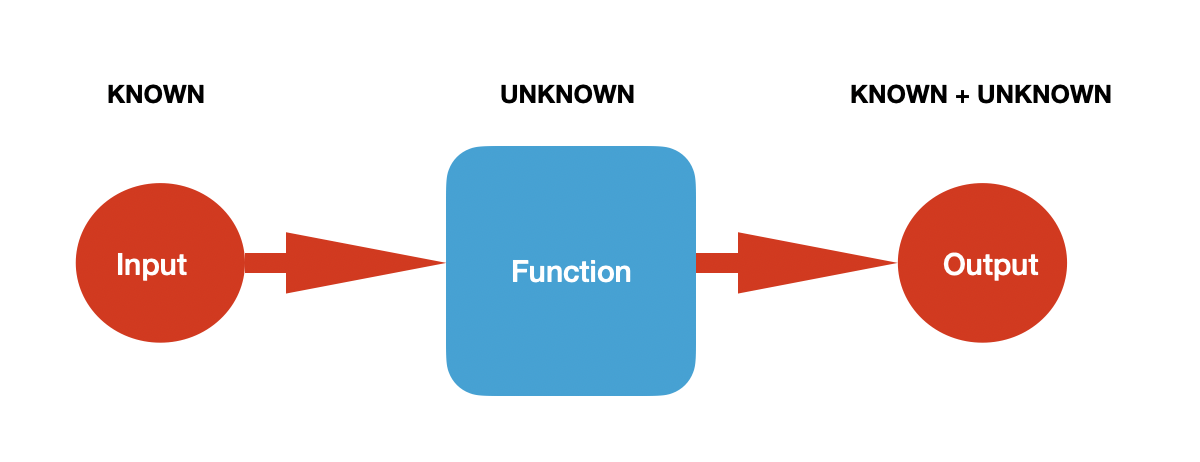 KNOWN
UNKNOWN
KNOWN + UNKNOWN
Input
Function
Output